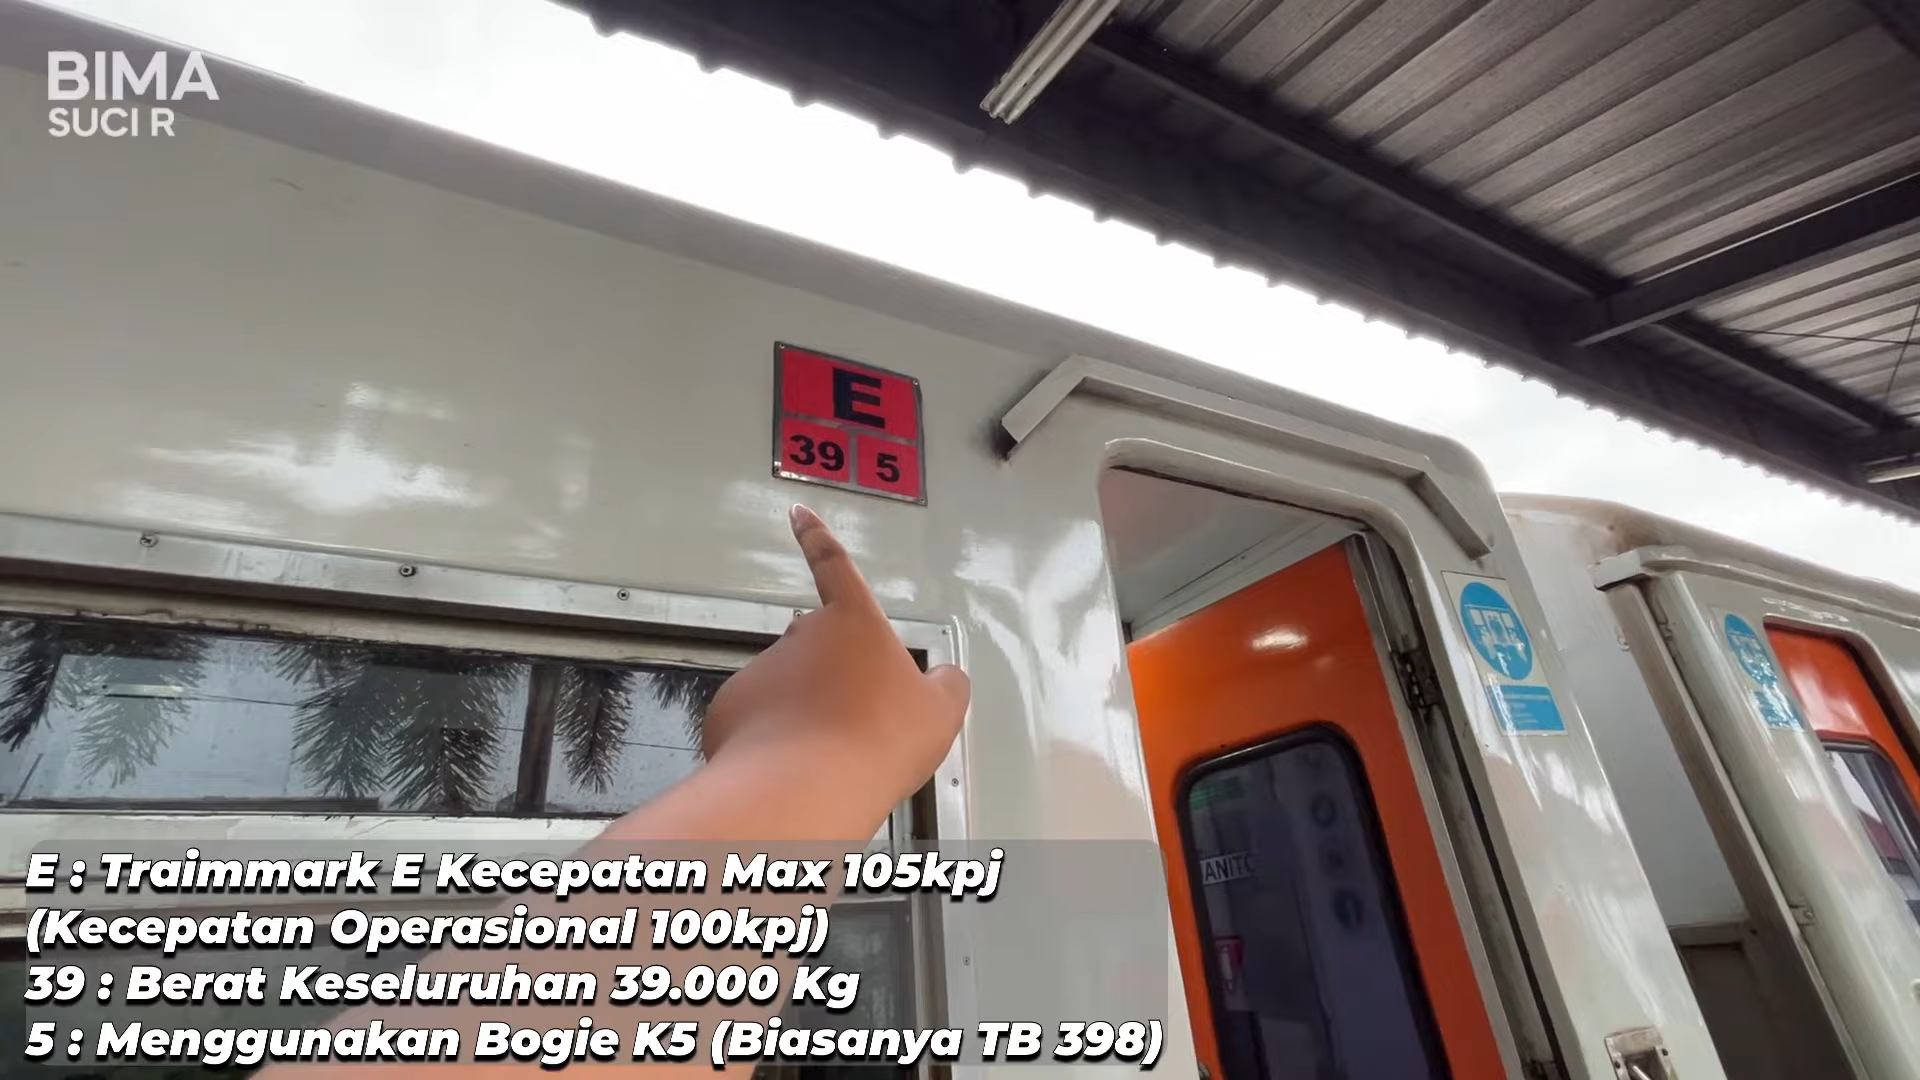 BIMA
SUCI R
E
39 5
ANITO
E : Traimmark E Kecepatan Max 105kpj
(Kecepatan Operasional 100kpj)
39 : Berat Keseluruhan 39.000 Kg
5 : Menggunakan Bogie K5 (Biasanya TB 398)